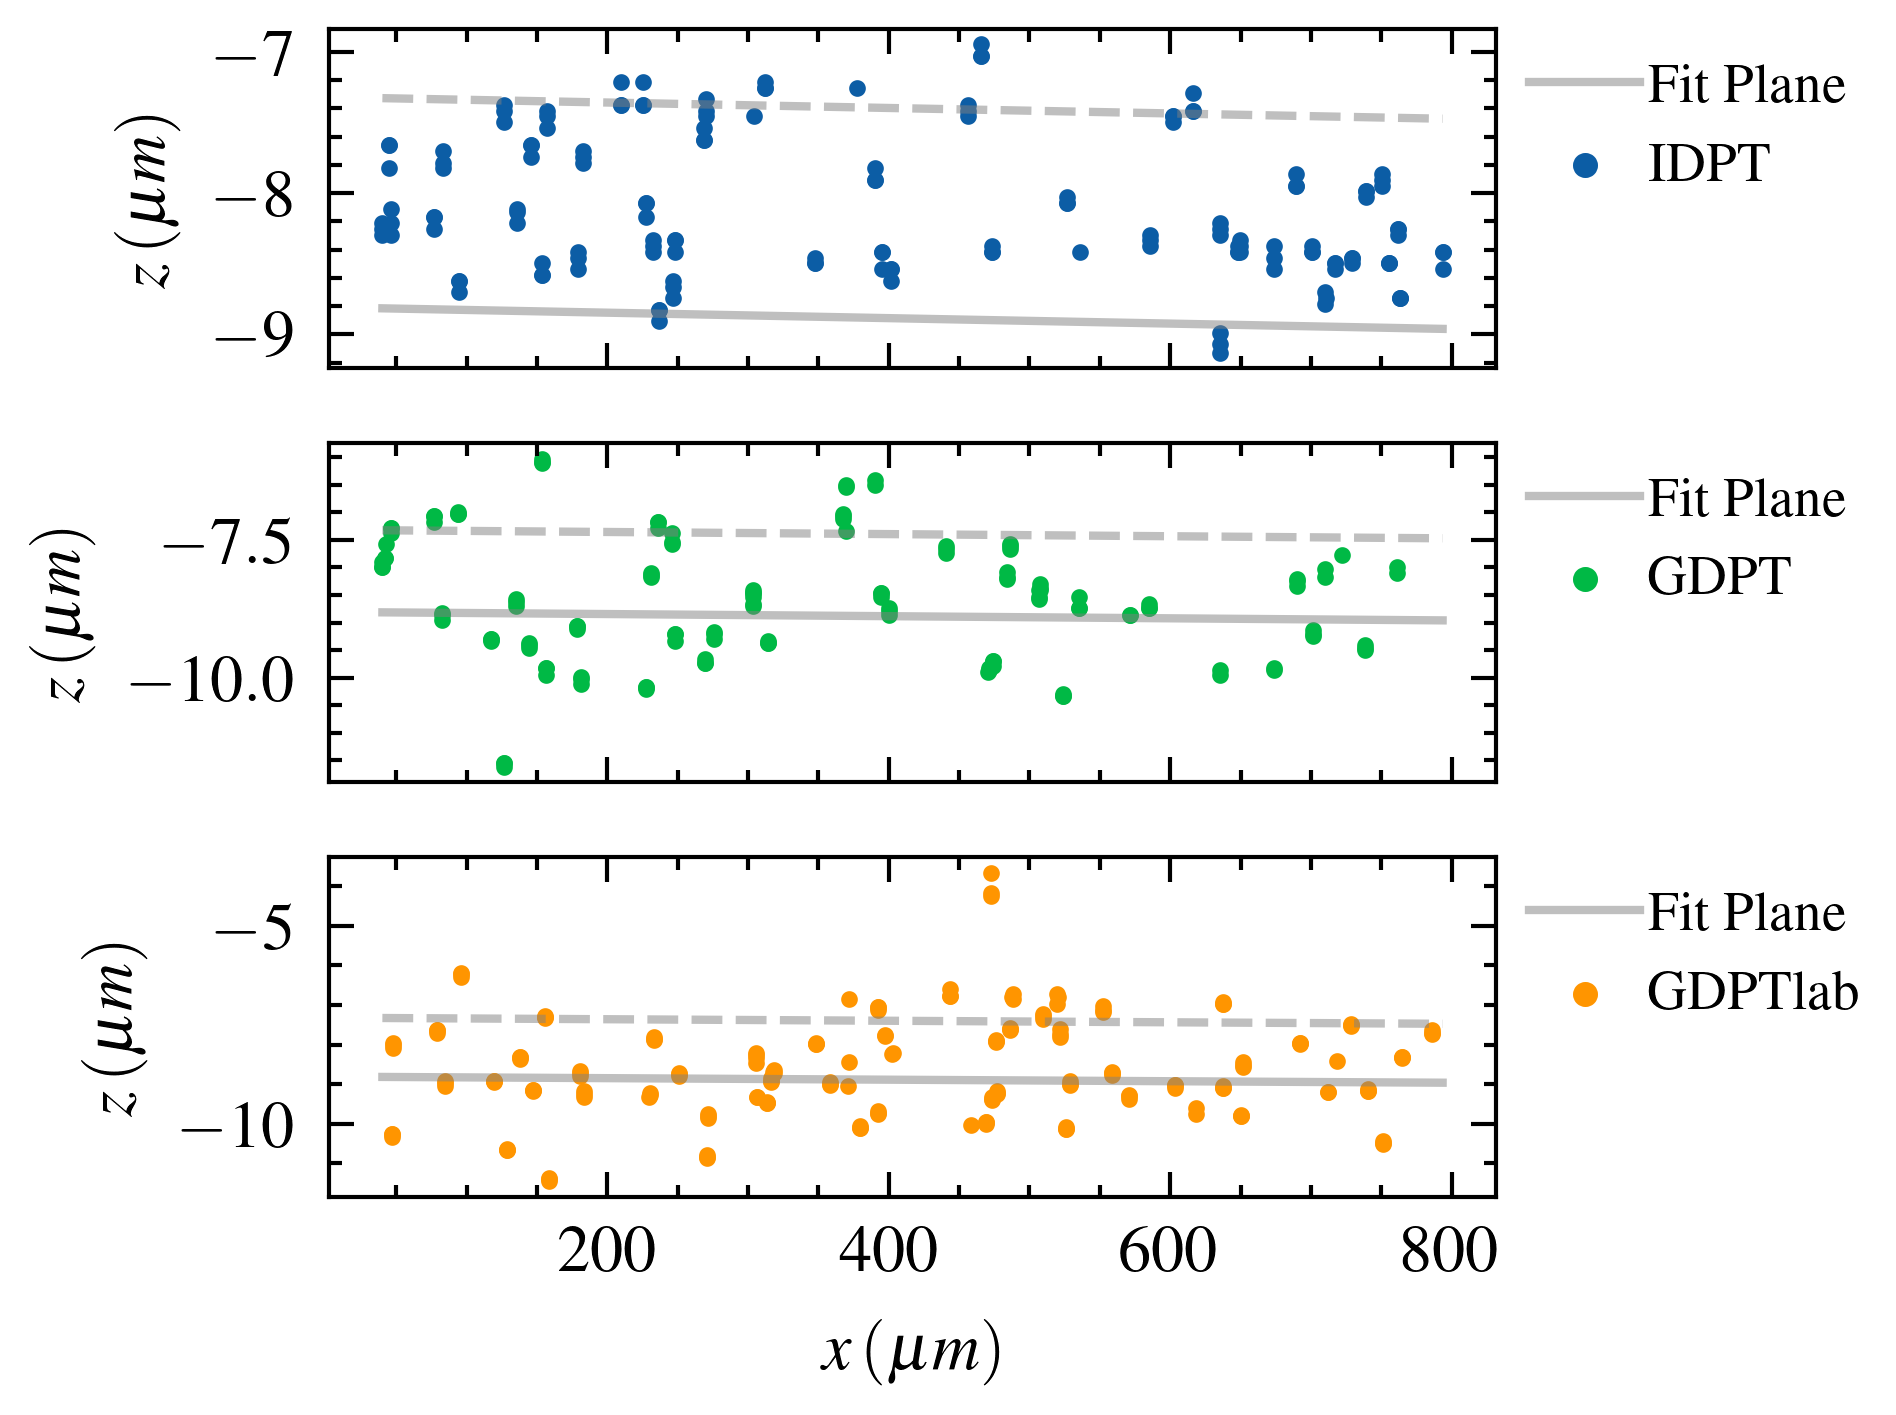 −7
−8
−9
z (μm)
Fit Plane
IDPT
−7.5
−10.0
z (μm)
Fit Plane
GDPT
−5
−10
z (μm)
Fit Plane
GDPTlab
200 400 600 800
x (μm)